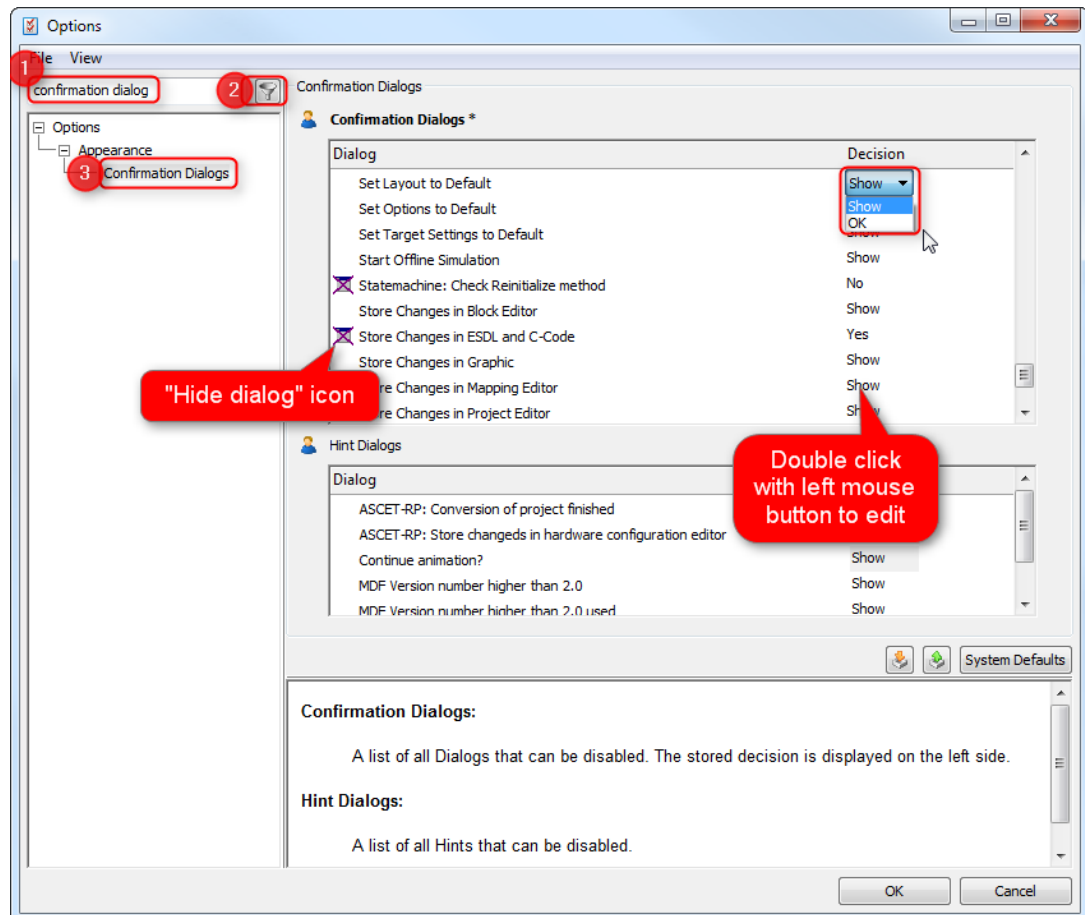 Options
File View
1
confirmation dialog
2
Options
Appearance
3
Confirmation Dialogs
Confirmation Dialogs
Confirmation Dialogs *
Dialog Decision
Set Layout to Default Show
Show
OK
Set Options to Default
Set Target Settings to Default Show
Start Offline Simulation Show
Statemachine: Check Reinitialize method No
Store Changes in Block Editor Show
Store Changes in ESDL and C-Code Yes
Store Changes in Graphic Show
re Changes in Mapping Editor Show
re Changes in Project Editor Show
"Hide dialog" icon
Double click
with left mouse
button to edit
Hint Dialogs
Dialog
ASCET-RP: Conversion of project finished
ASCET-RP: Store changeds in hardware configuration editor
Continue animation? Show
MDF Version number higher than 2.0 Show
MDF Version number higher than 2.0 used Show
System Defaults
Confirmation Dialogs:
A list of all Dialogs that can be disabled. The stored decision is displayed on the left side.
Hint Dialogs:
A list of all Hints that can be disabled.
OK Cancel